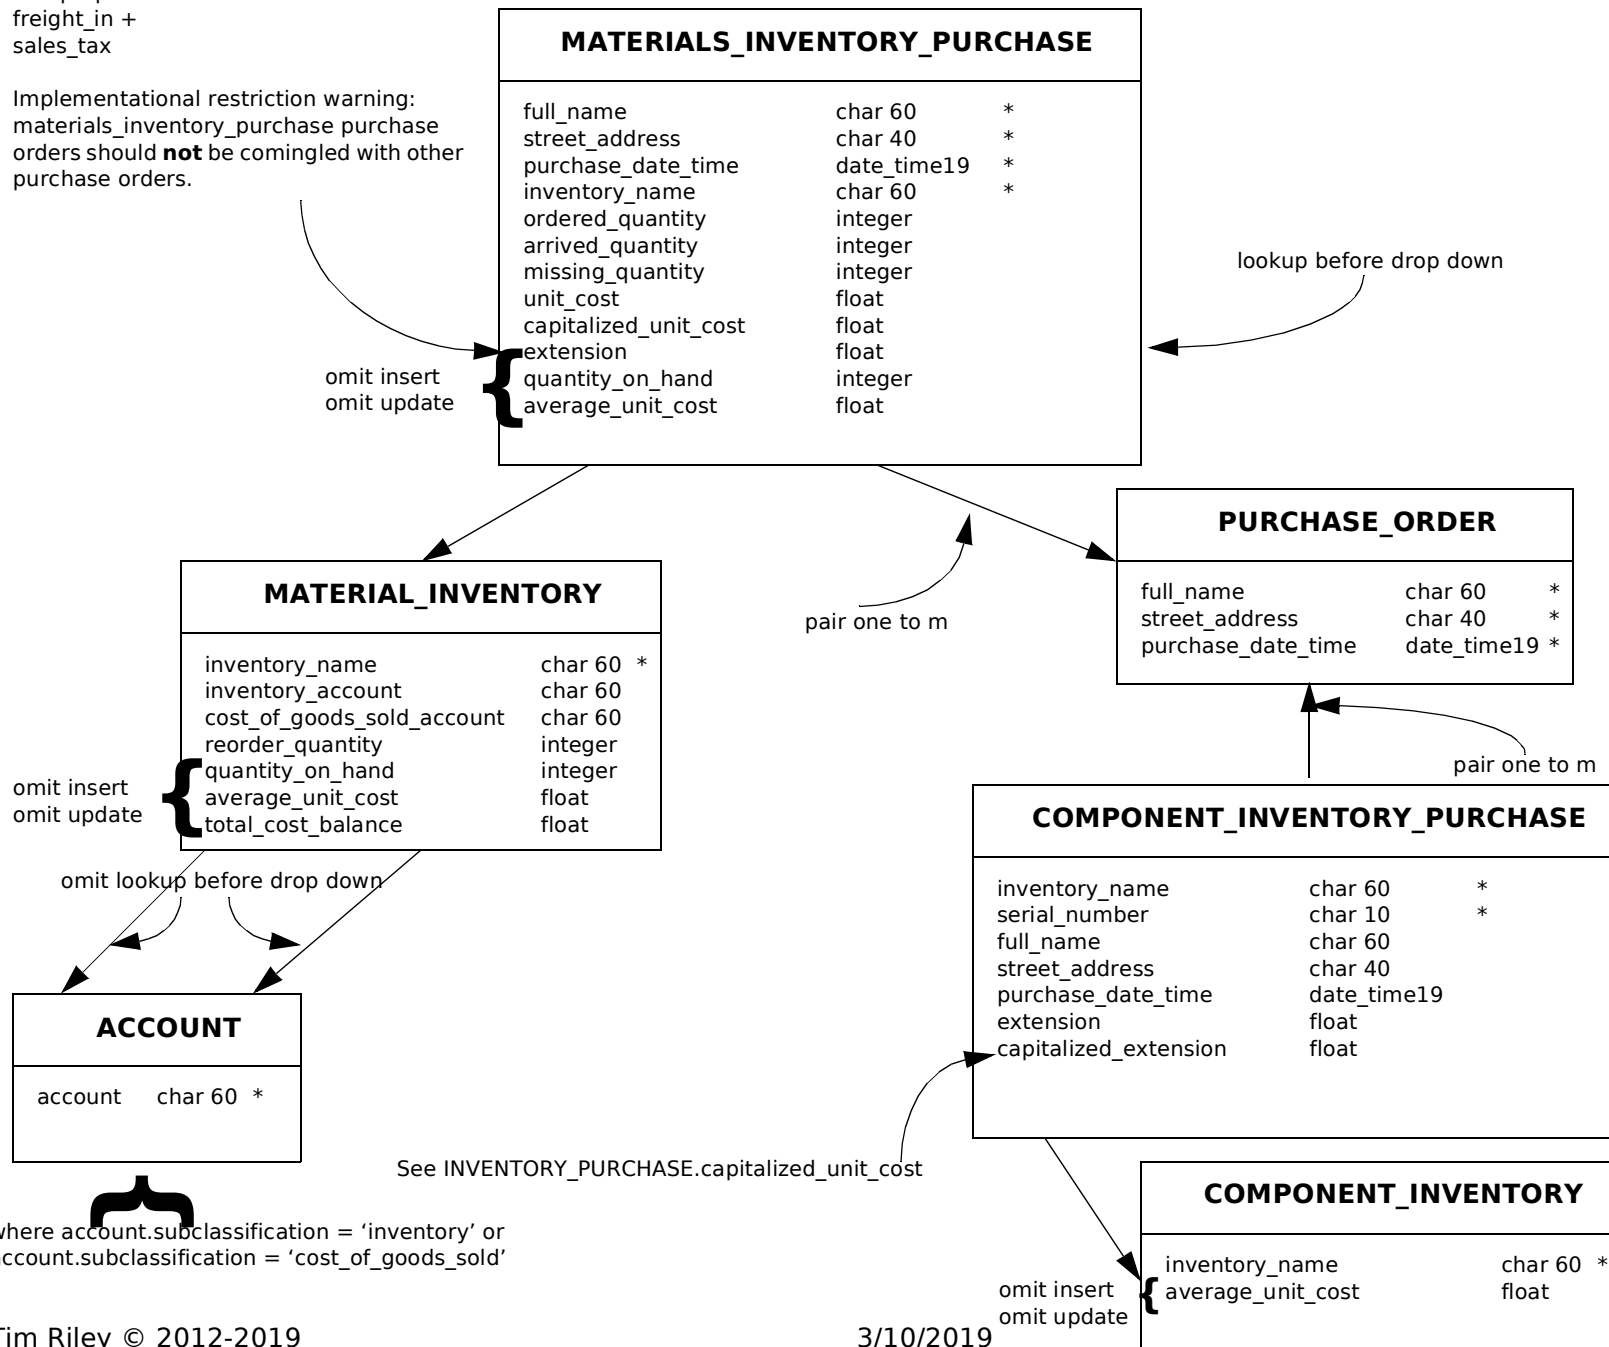 freight_in +
sales_tax
Implementational restriction warning:
materials_inventory_purchase purchase
orders should not be comingled with other
purchase orders.
MATERIALS_INVENTORY_PURCHASE
full_name char 60 *
street_address char 40 *
purchase_date_time date_time19 *
inventory_name char 60 *
ordered_quantity integer
arrived_quantity integer
missing_quantity integer
unit_cost float
capitalized_unit_cost float
extension float
quantity_on_hand integer
average_unit_cost float
omit insert
omit update
lookup before drop down
PURCHASE_ORDER
full_name char 60 *
street_address char 40 *
purchase_date_time date_time19 *
pair one to m
MATERIAL_INVENTORY
inventory_name char 60 *
inventory_account char 60
cost_of_goods_sold_account char 60
reorder_quantity integer
quantity_on_hand integer
average_unit_cost float
total_cost_balance float
omit insert
omit update
pair one to m
COMPONENT_INVENTORY_PURCHASE
inventory_name char 60 *
serial_number char 10 *
full_name char 60
street_address char 40
purchase_date_time date_time19
extension float
capitalized_extension float
omit lookup before drop down
ACCOUNT
account char 60 *
See INVENTORY_PURCHASE.capitalized_unit_cost
where account.subclassification = ‘inventory’ or
account.subclassification = ‘cost_of_goods_sold’
COMPONENT_INVENTORY
inventory_name char 60 *
average_unit_cost float
omit insert
omit update
Tim Riley © 2012-2019
3/10/2019